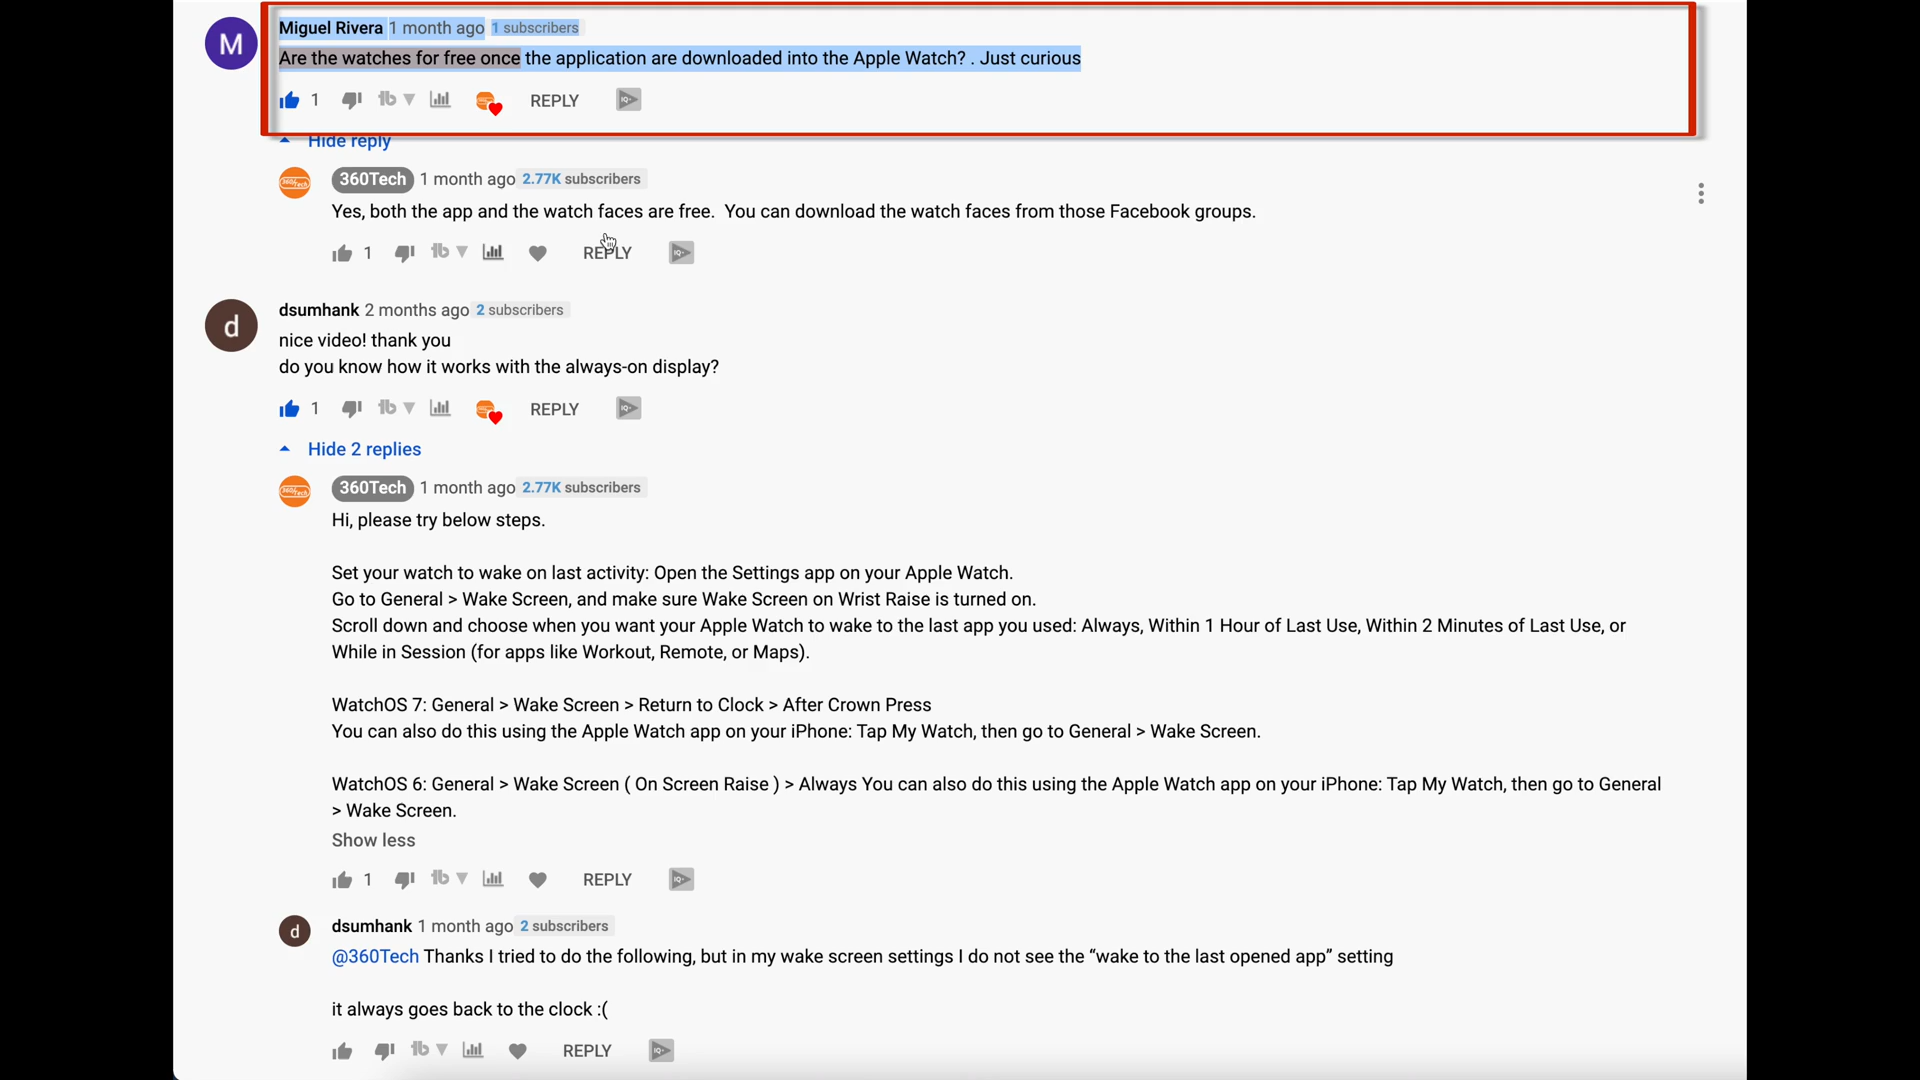 M
Miguel Rivera 1 month ago 1 subscribers
Are the watches for free once the application are downloaded into the Apple Watch? . Just curious
1 tb REPLY IQ+
Hide reply
360Tech 360Tech 1 month ago 2.77K subscribers
Yes, both the app and the watch faces are free. You can download the watch faces from those Facebook groups.
1 tb REPLY IQ+
d
dsumhank 2 months ago 2 subscribers
nice video! thank you
do you know how it works with the always-on display?
1 tb REPLY IQ+
Hide 2 replies
360Tech 360Tech 1 month ago 2.77K subscribers
Hi, please try below steps.
Set your watch to wake on last activity: Open the Settings app on your Apple Watch.
Go to General > Wake Screen, and make sure Wake Screen on Wrist Raise is turned on.
Scroll down and choose when you want your Apple Watch to wake to the last app you used: Always, Within 1 Hour of Last Use, Within 2 Minutes of Last Use, or
While in Session (for apps like Workout, Remote, or Maps).
WatchOS 7: General > Wake Screen > Return to Clock > After Crown Press
You can also do this using the Apple Watch app on your iPhone: Tap My Watch, then go to General > Wake Screen.
WatchOS 6: General > Wake Screen ( On Screen Raise ) > Always You can also do this using the Apple Watch app on your iPhone: Tap My Watch, then go to General
> Wake Screen.
Show less
1 tb REPLY IQ+
d dsumhank 1 month ago 2 subscribers
@360Tech Thanks I tried to do the following, but in my wake screen settings I do not see the “wake to the last opened app” setting
it always goes back to the clock :(
tb REPLY IQ+